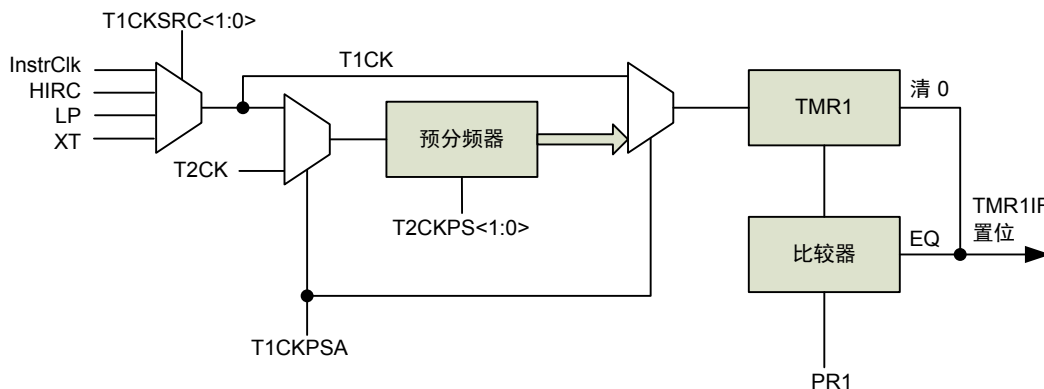 T1CKSRC<1:0>
InstrClk
HIRC
LP
XT
T1CK
T2CK
预分频器
T2CKPS<1:0>
T1CKPSA
TMR1
清 0
比较器
EQ
TMR1IF
置位
PR1